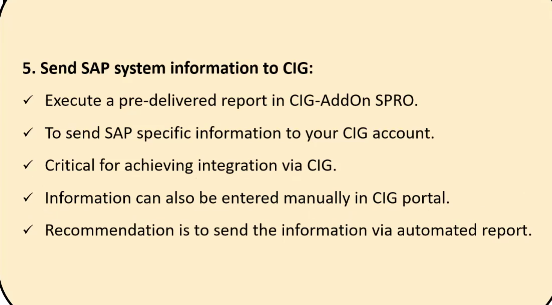 5. Send SAP system information to CIG:
✓ Execute a pre-delivered report in CIG-AddOn SPRO.
✓ To send SAP specific information to your CIG account.
✓ Critical for achieving integration via CIG.
✓ Information can also be entered manually in CIG portal.
✓ Recommendation is to send the information via automated report.